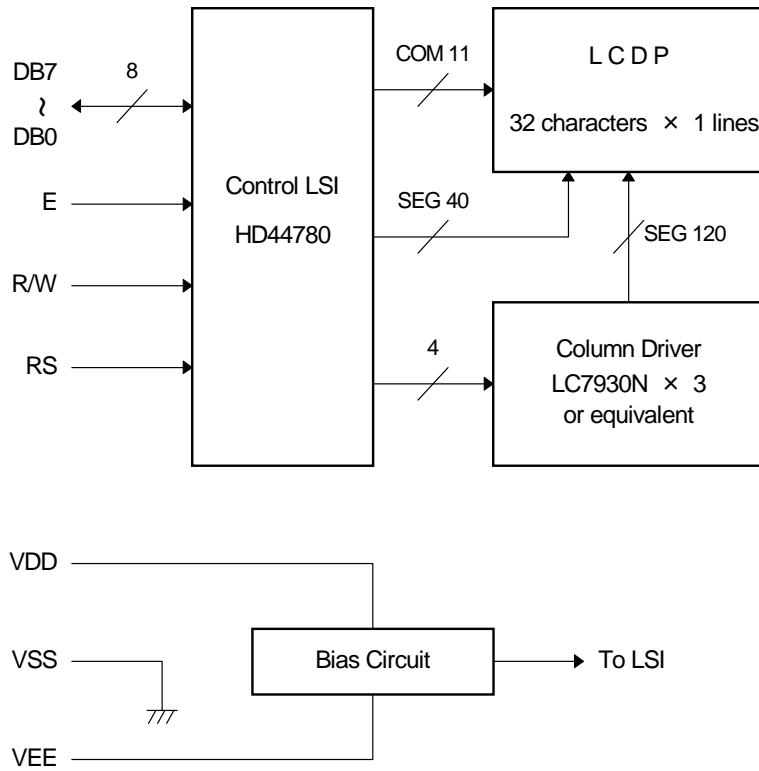 DB7
~
DB0
8
E
R/W
RS
Control LSI
HD44780
COM 11
SEG 40
4
L C D P
32 characters × 1 lines
SEG 120
Column Driver
LC7930N × 3
or equivalent
VDD
VSS
VEE
Bias Circuit
To LSI